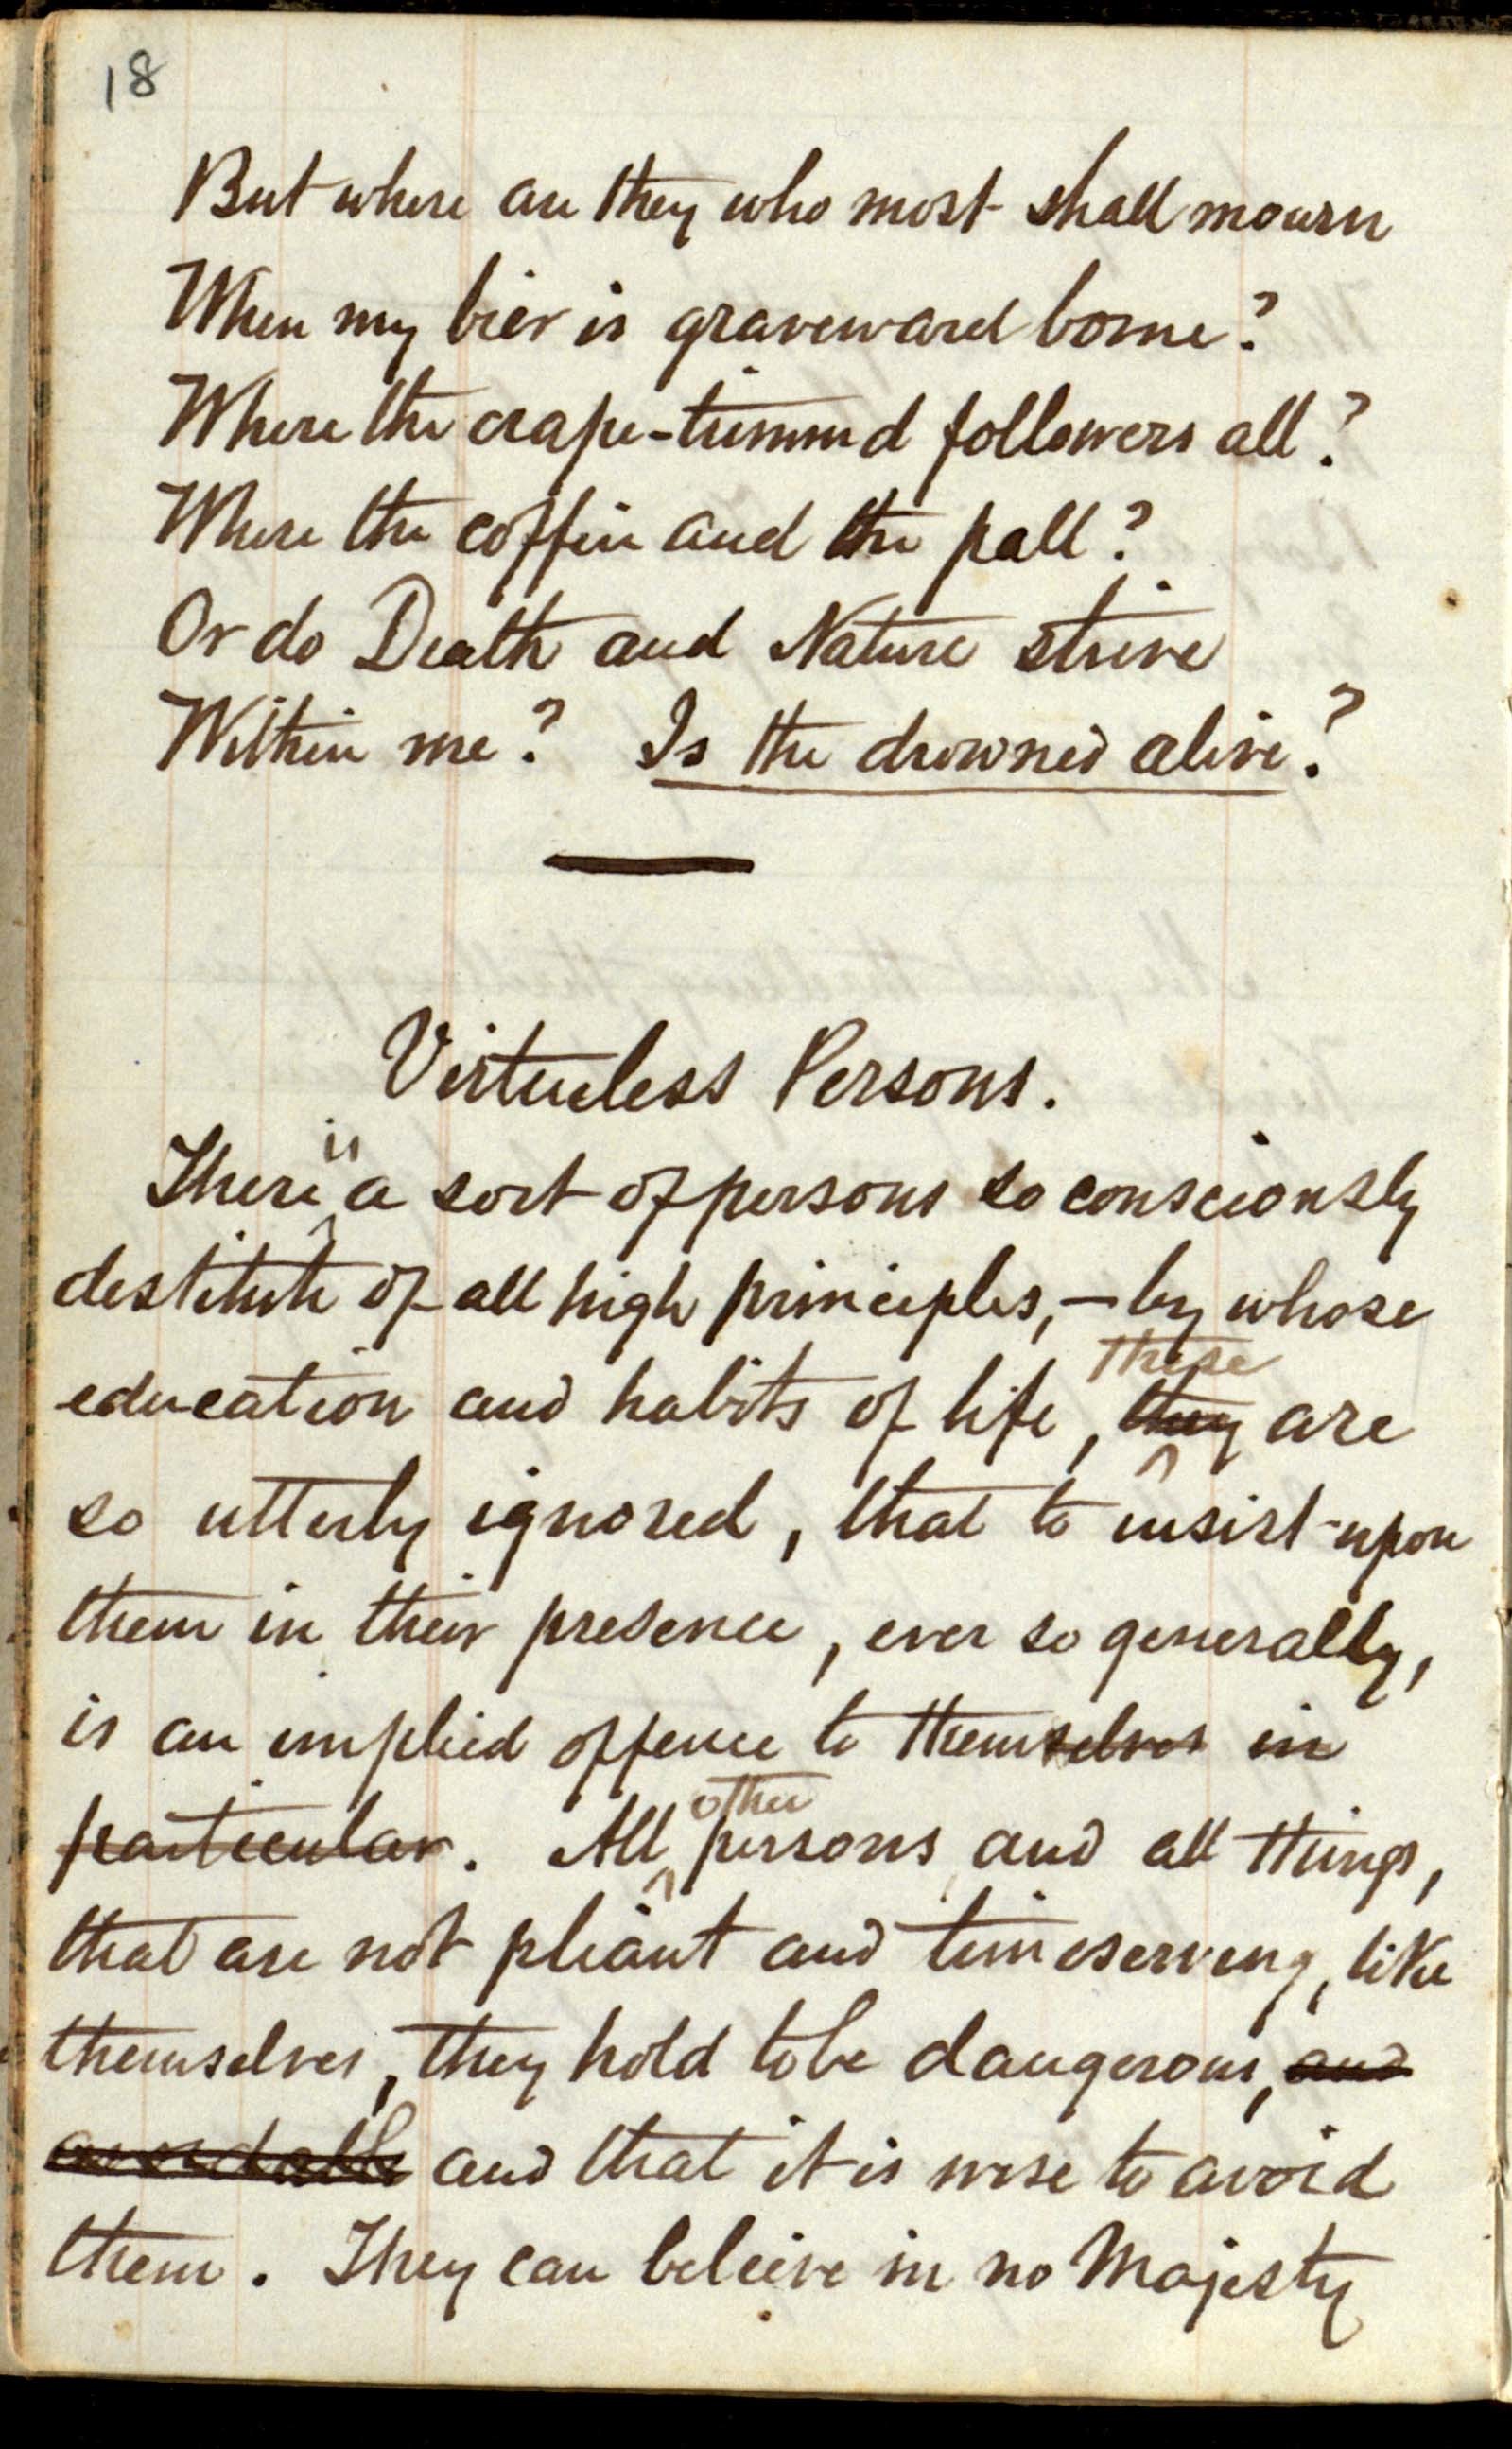 18
But where are they who most shall mourn
When my bier is graveward borne?
Where the crape-trimmed followers all?
Where the coffin and the pall?
Or do Death and Nature strive
Within me? Is the drowned alive?
Virtueless Persons.
There is a sort of persons so consciously
destitute of all high principles, — by whose
these
education and habits of life, they are
so utterly ignored, that to insist upon
them in their presence, ever so generally,
is an implied offence to themselves in
other
particular. All persons and all things,
that are not pliant and timeserving, like
themselves, they hold to be dangerous, and
avoidable and that it is wise to avoid
them. They can beleive in no Majesty